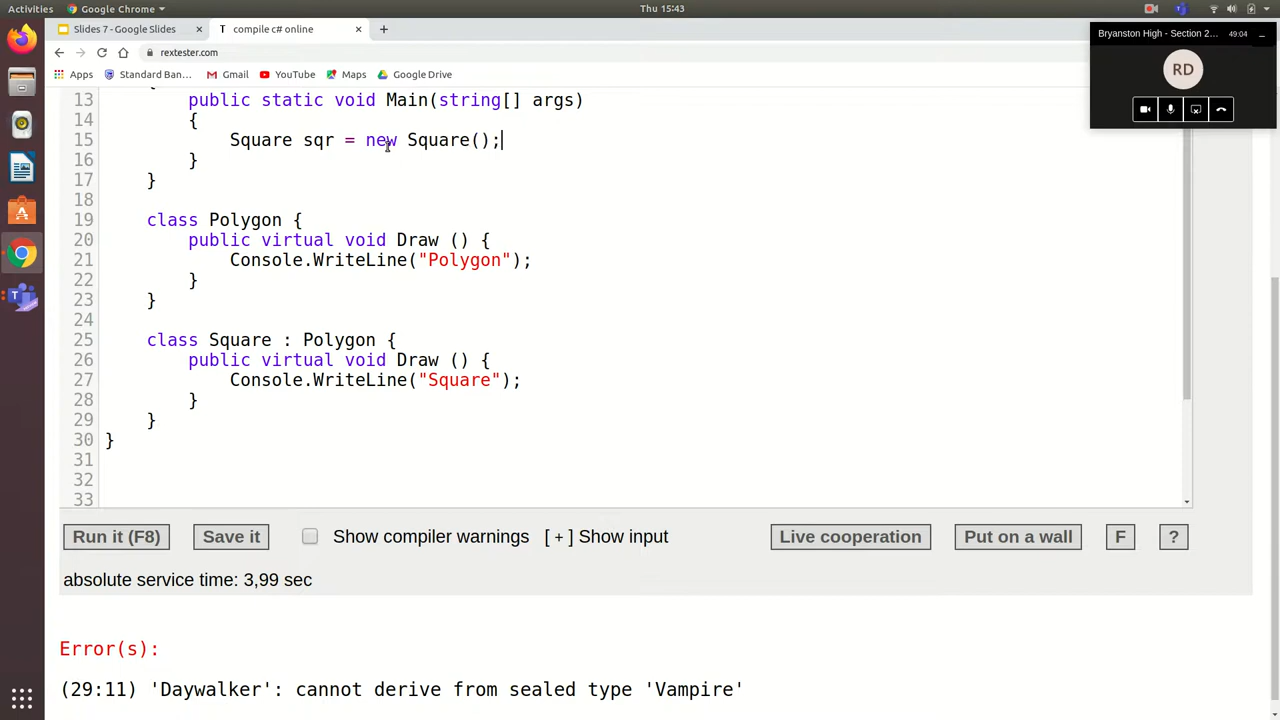 Activities
Google Chrome
Thu 15:43
Slides 7 - Google Slides
compile c# online
rextester.com
Apps
Standard Ban...
Gmail
YouTube
Maps
Google Drive
Bryanston High - Section 2...
49:04
RD
13 public static void Main(string[] args)
14 {
15 Square sqr = new Square();
16 }
17 }
18
19 class Polygon {
20 public virtual void Draw () {
21 Console.WriteLine("Polygon");
22 }
23 }
24
25 class Square : Polygon {
26 public virtual void Draw () {
27 Console.WriteLine("Square");
28 }
29 }
30 }
31
32
33
Run it (F8)
Save it
Show compiler warnings
[ + ] Show input
Live cooperation
Put on a wall
F
?
absolute service time: 3,99 sec
Error(s):
(29:11) 'Daywalker': cannot derive from sealed type 'Vampire'